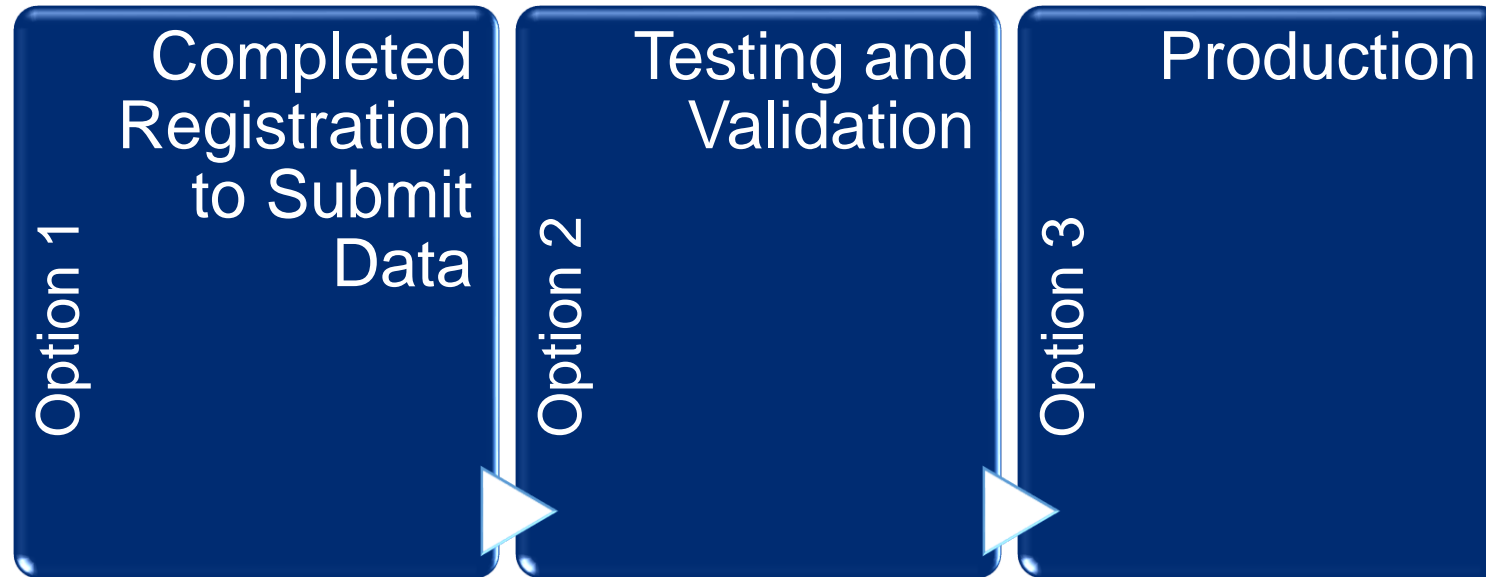 Option 1
Completed
Registration
to Submit
Data
Option 2
Testing and
Validation
Option 3
Production